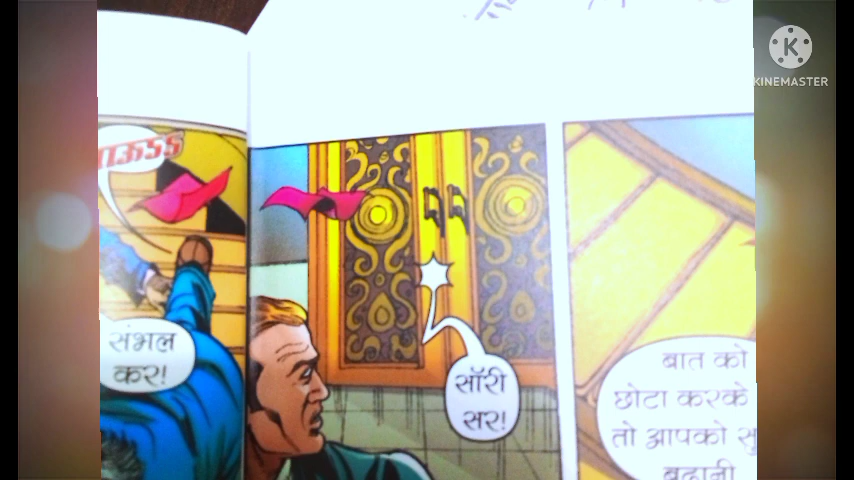 KINEMASTER
संभल
कर!
सॉरी
सर!
बात को
छोटा करके
तो आपको